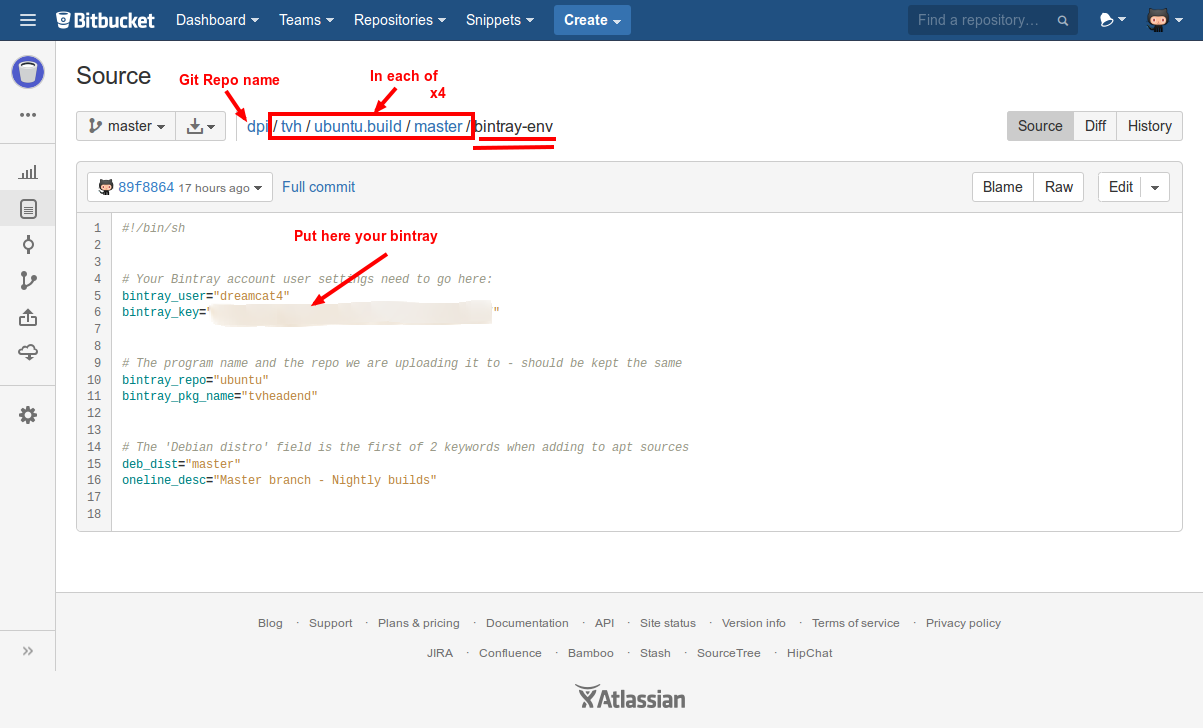 Bitbucket Dashboard Teams Repositories Snippets Create Find a repository…
Source
Git Repo name
In each of
x4
master
dpi / tvh / ubuntu.build / master / bintray-env
Source Diff History
89f8864 17 hours ago Full commit
Blame Raw Edit
1 #!/bin/sh
2
3
Put here your bintray
4 # Your Bintray account user settings need to go here:
5 bintray_user="dreamcat4"
6 bintray_key=" "
7
8
9 # The program name and the repo we are uploading it to - should be kept the same
10 bintray_repo="ubuntu"
11 bintray_pkg_name="tvheadend"
12
13
14 # The 'Debian distro' field is the first of 2 keywords when adding to apt sources
15 deb_dist="master"
16 oneline_desc="Master branch - Nightly builds"
17
18
Blog · Support · Plans & pricing · Documentation · API · Site status · Version info · Terms of service · Privacy policy
JIRA · Confluence · Bamboo · Stash · SourceTree · HipChat
Atlassian